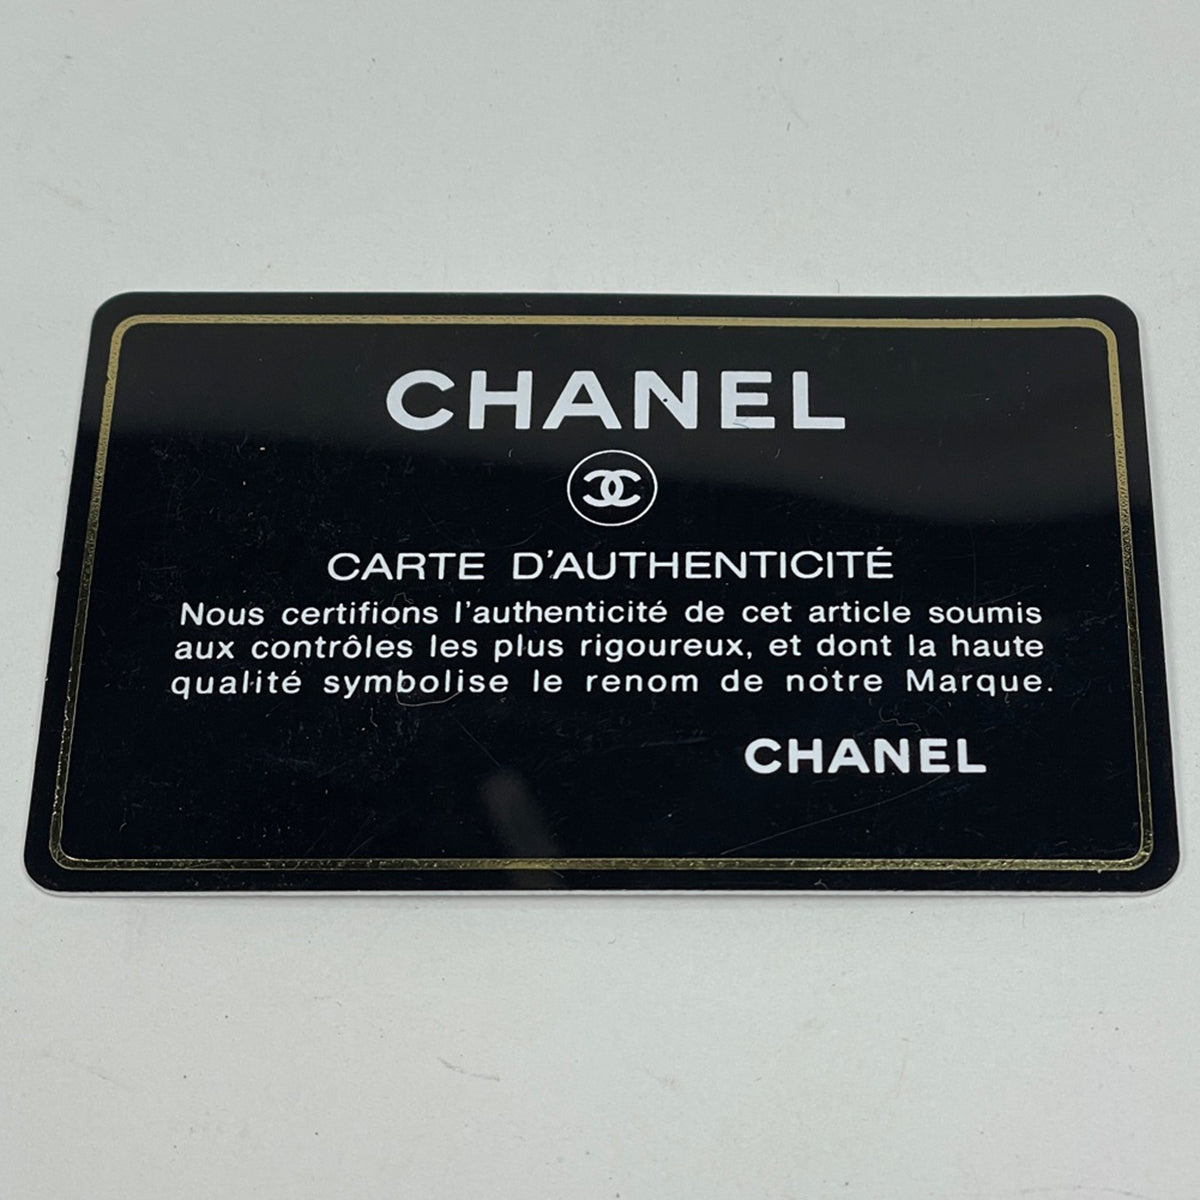 CHANEL
CARTE D'AUTHENTICITÉ
Nous certifions l'authenticité de cet article soumis
aux contrôles les plus rigoureux, et dont la haute
qualité symbolise le renom de notre Marque.
CHANEL